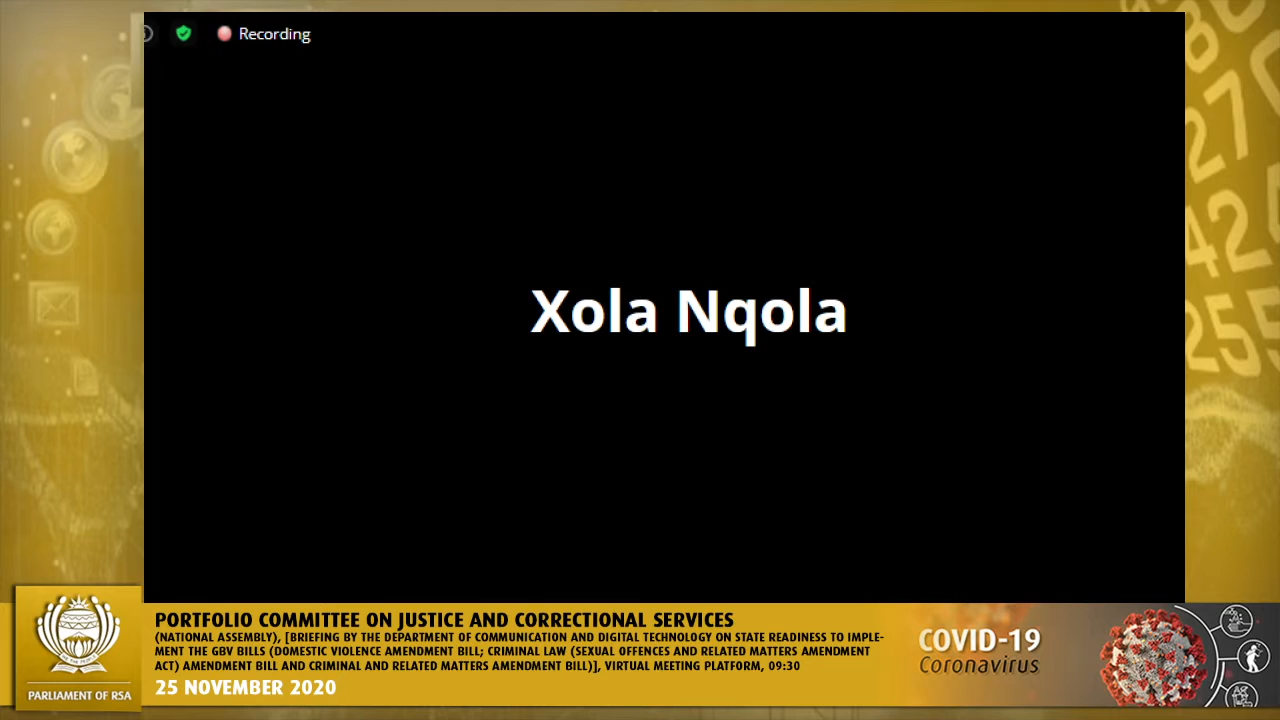 Recording
Xola Nqola
PORTFOLIO COMMITTEE ON JUSTICE AND CORRECTIONAL SERVICES
(NATIONAL ASSEMBLY), [BRIEFING BY THE DEPARTMENT OF COMMUNICATION AND DIGITAL TECHNOLOGY ON STATE READINESS TO IMPLE-
MENT THE GBV BILLS (DOMESTIC VIOLENCE AMENDMENT BILL; CRIMINAL LAW (SEXUAL OFFENCES AND RELATED MATTERS AMENDMENT
ACT) AMENDMENT BILL AND CRIMINAL AND RELATED MATTERS AMENDMENT BILL)], VIRTUAL MEETING PLATFORM, 09:30
25 NOVEMBER 2020
PARLIAMENT OF RSA
COVID-19
Coronavirus
27
42
255